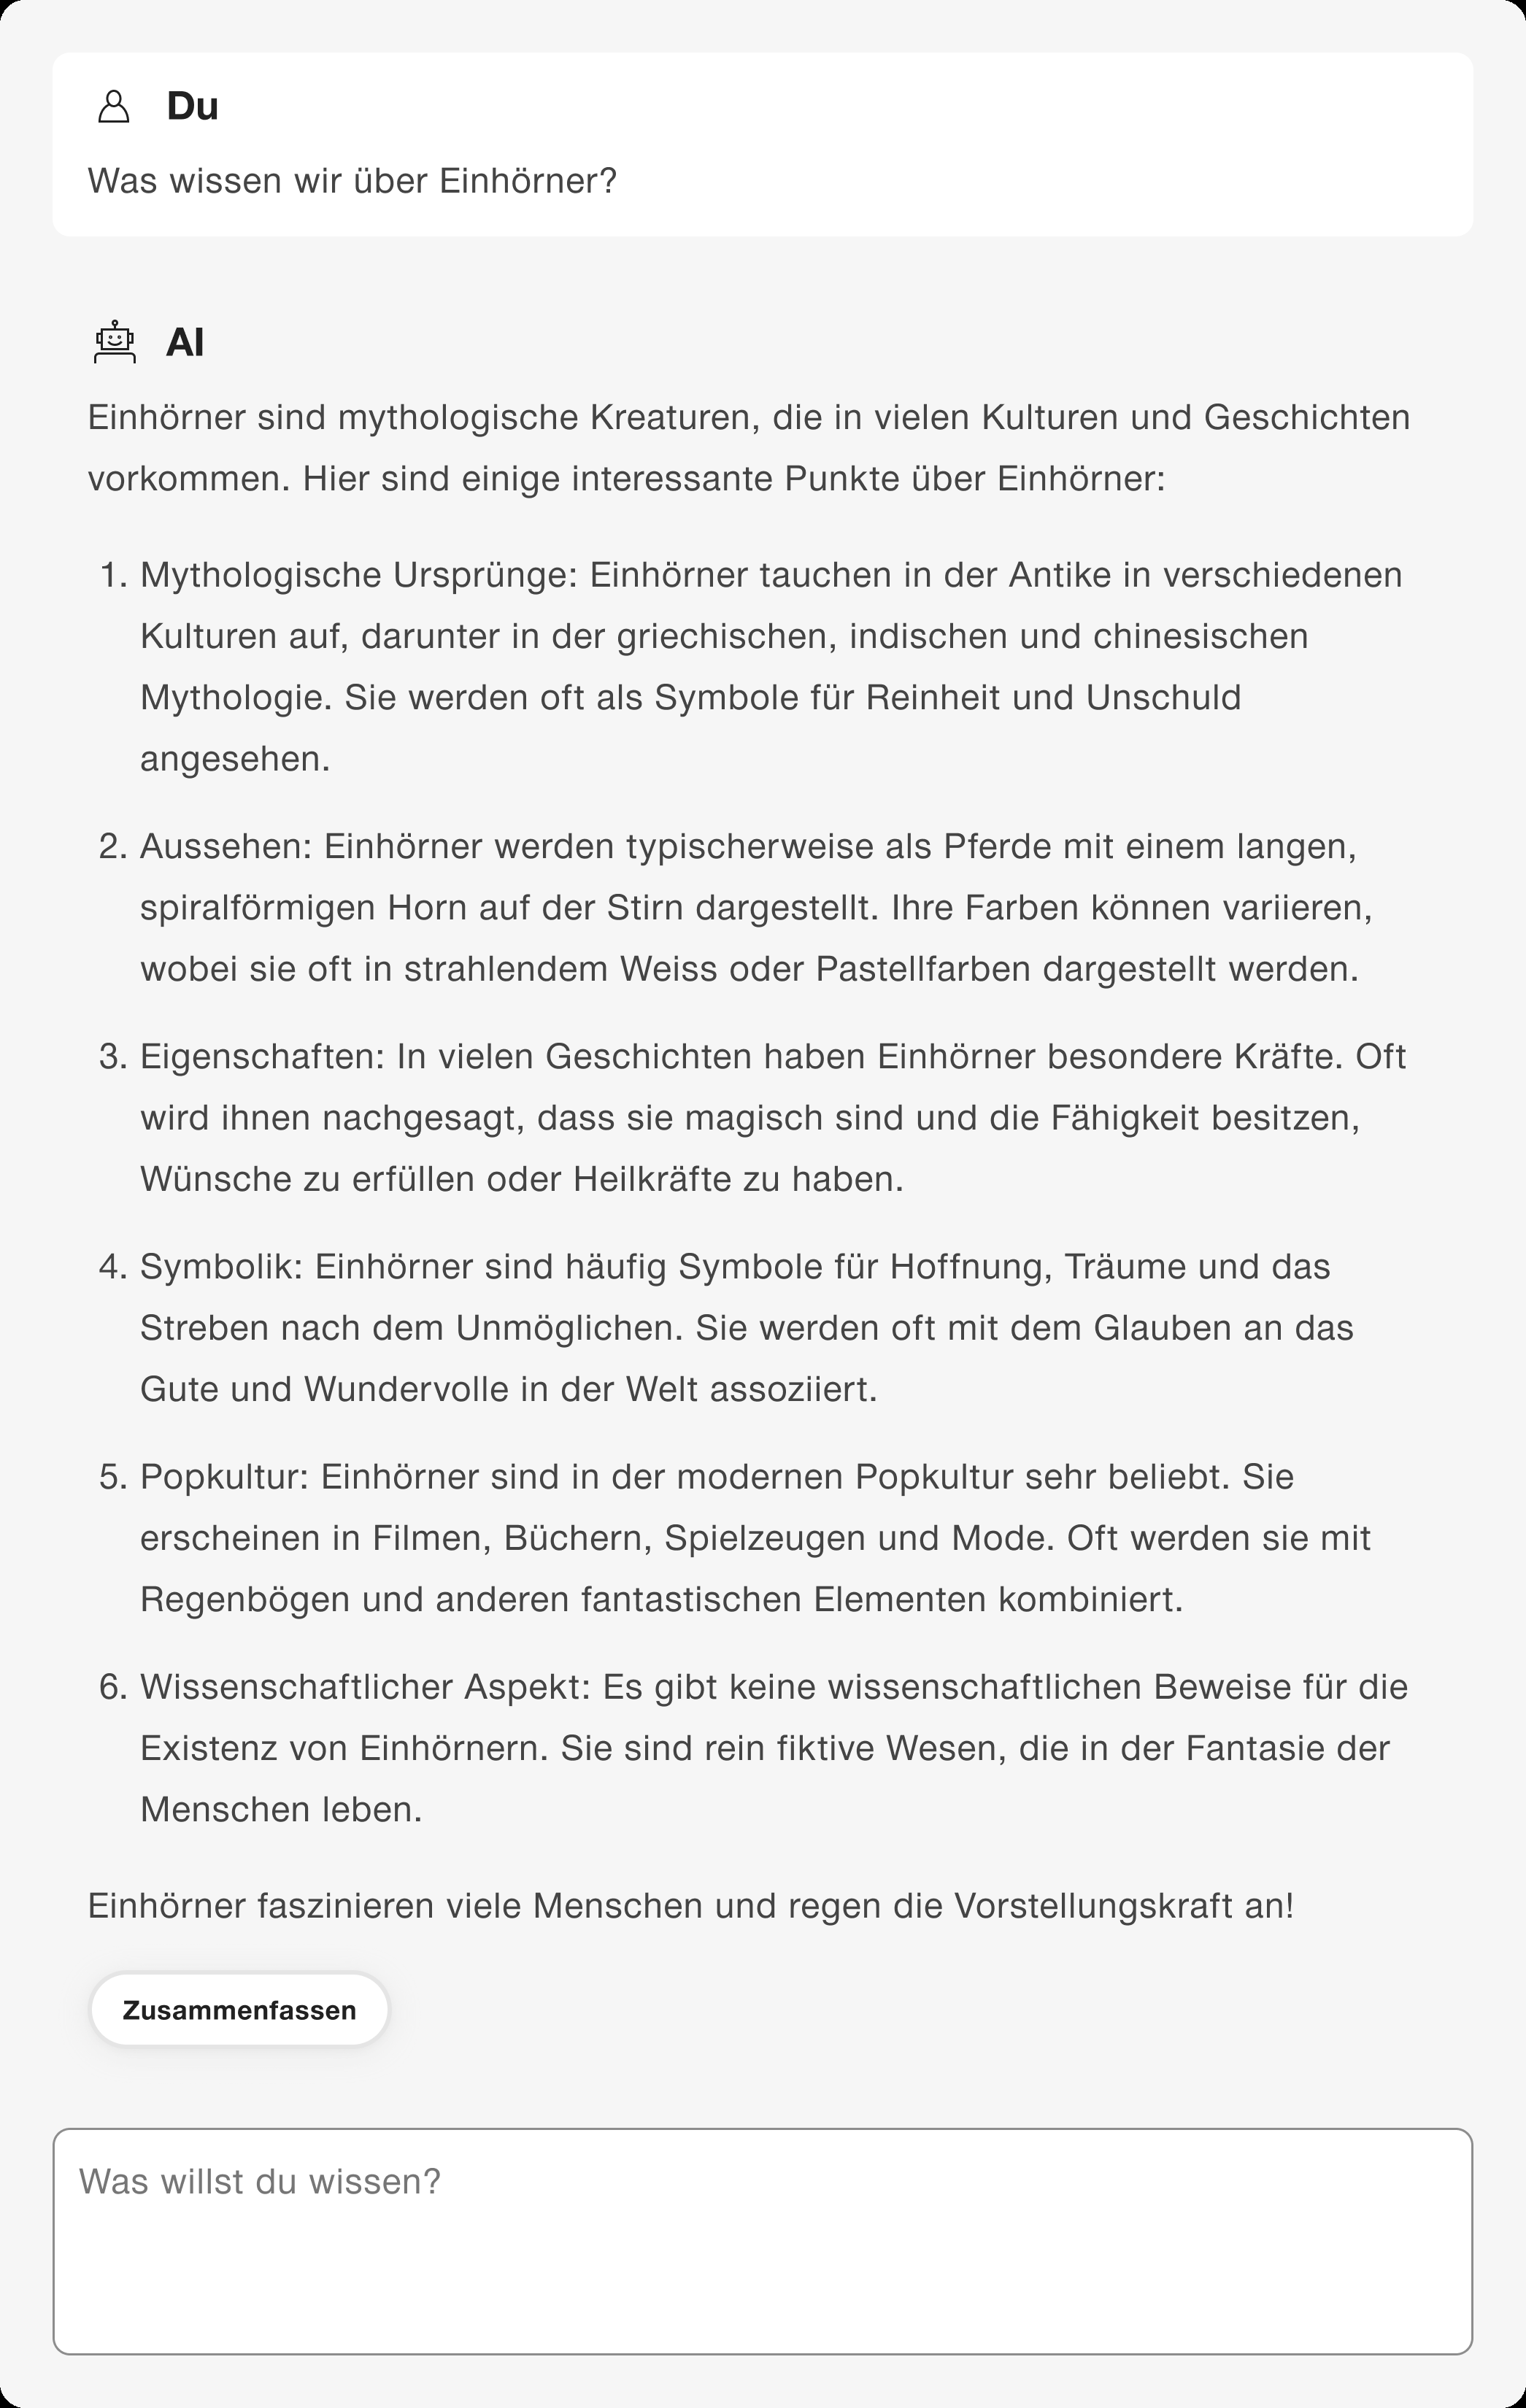 Du
Was wissen wir über Einhörner?
AI
Einhörner sind mythologische Kreaturen, die in vielen Kulturen und Geschichten
vorkommen. Hier sind einige interessante Punkte über Einhörner:
1. Mythologische Ursprünge: Einhörner tauchen in der Antike in verschiedenen
Kulturen auf, darunter in der griechischen, indischen und chinesischen
Mythologie. Sie werden oft als Symbole für Reinheit und Unschuld
angesehen.
2. Aussehen: Einhörner werden typischerweise als Pferde mit einem langen,
spiralförmigen Horn auf der Stirn dargestellt. Ihre Farben können variieren,
wobei sie oft in strahlendem Weiss oder Pastellfarben dargestellt werden.
3. Eigenschaften: In vielen Geschichten haben Einhörner besondere Kräfte. Oft
wird ihnen nachgesagt, dass sie magisch sind und die Fähigkeit besitzen,
Wünsche zu erfüllen oder Heilkräfte zu haben.
4. Symbolik: Einhörner sind häufig Symbole für Hoffnung, Träume und das
Streben nach dem Unmöglichen. Sie werden oft mit dem Glauben an das
Gute und Wundervolle in der Welt assoziiert.
5. Popkultur: Einhörner sind in der modernen Popkultur sehr beliebt. Sie
erscheinen in Filmen, Büchern, Spielzeugen und Mode. Oft werden sie mit
Regenbögen und anderen fantastischen Elementen kombiniert.
6. Wissenschaftlicher Aspekt: Es gibt keine wissenschaftlichen Beweise für die
Existenz von Einhörnern. Sie sind rein fiktive Wesen, die in der Fantasie der
Menschen leben.
Einhörner faszinieren viele Menschen und regen die Vorstellungskraft an!
Zusammenfassen
Was willst du wissen?